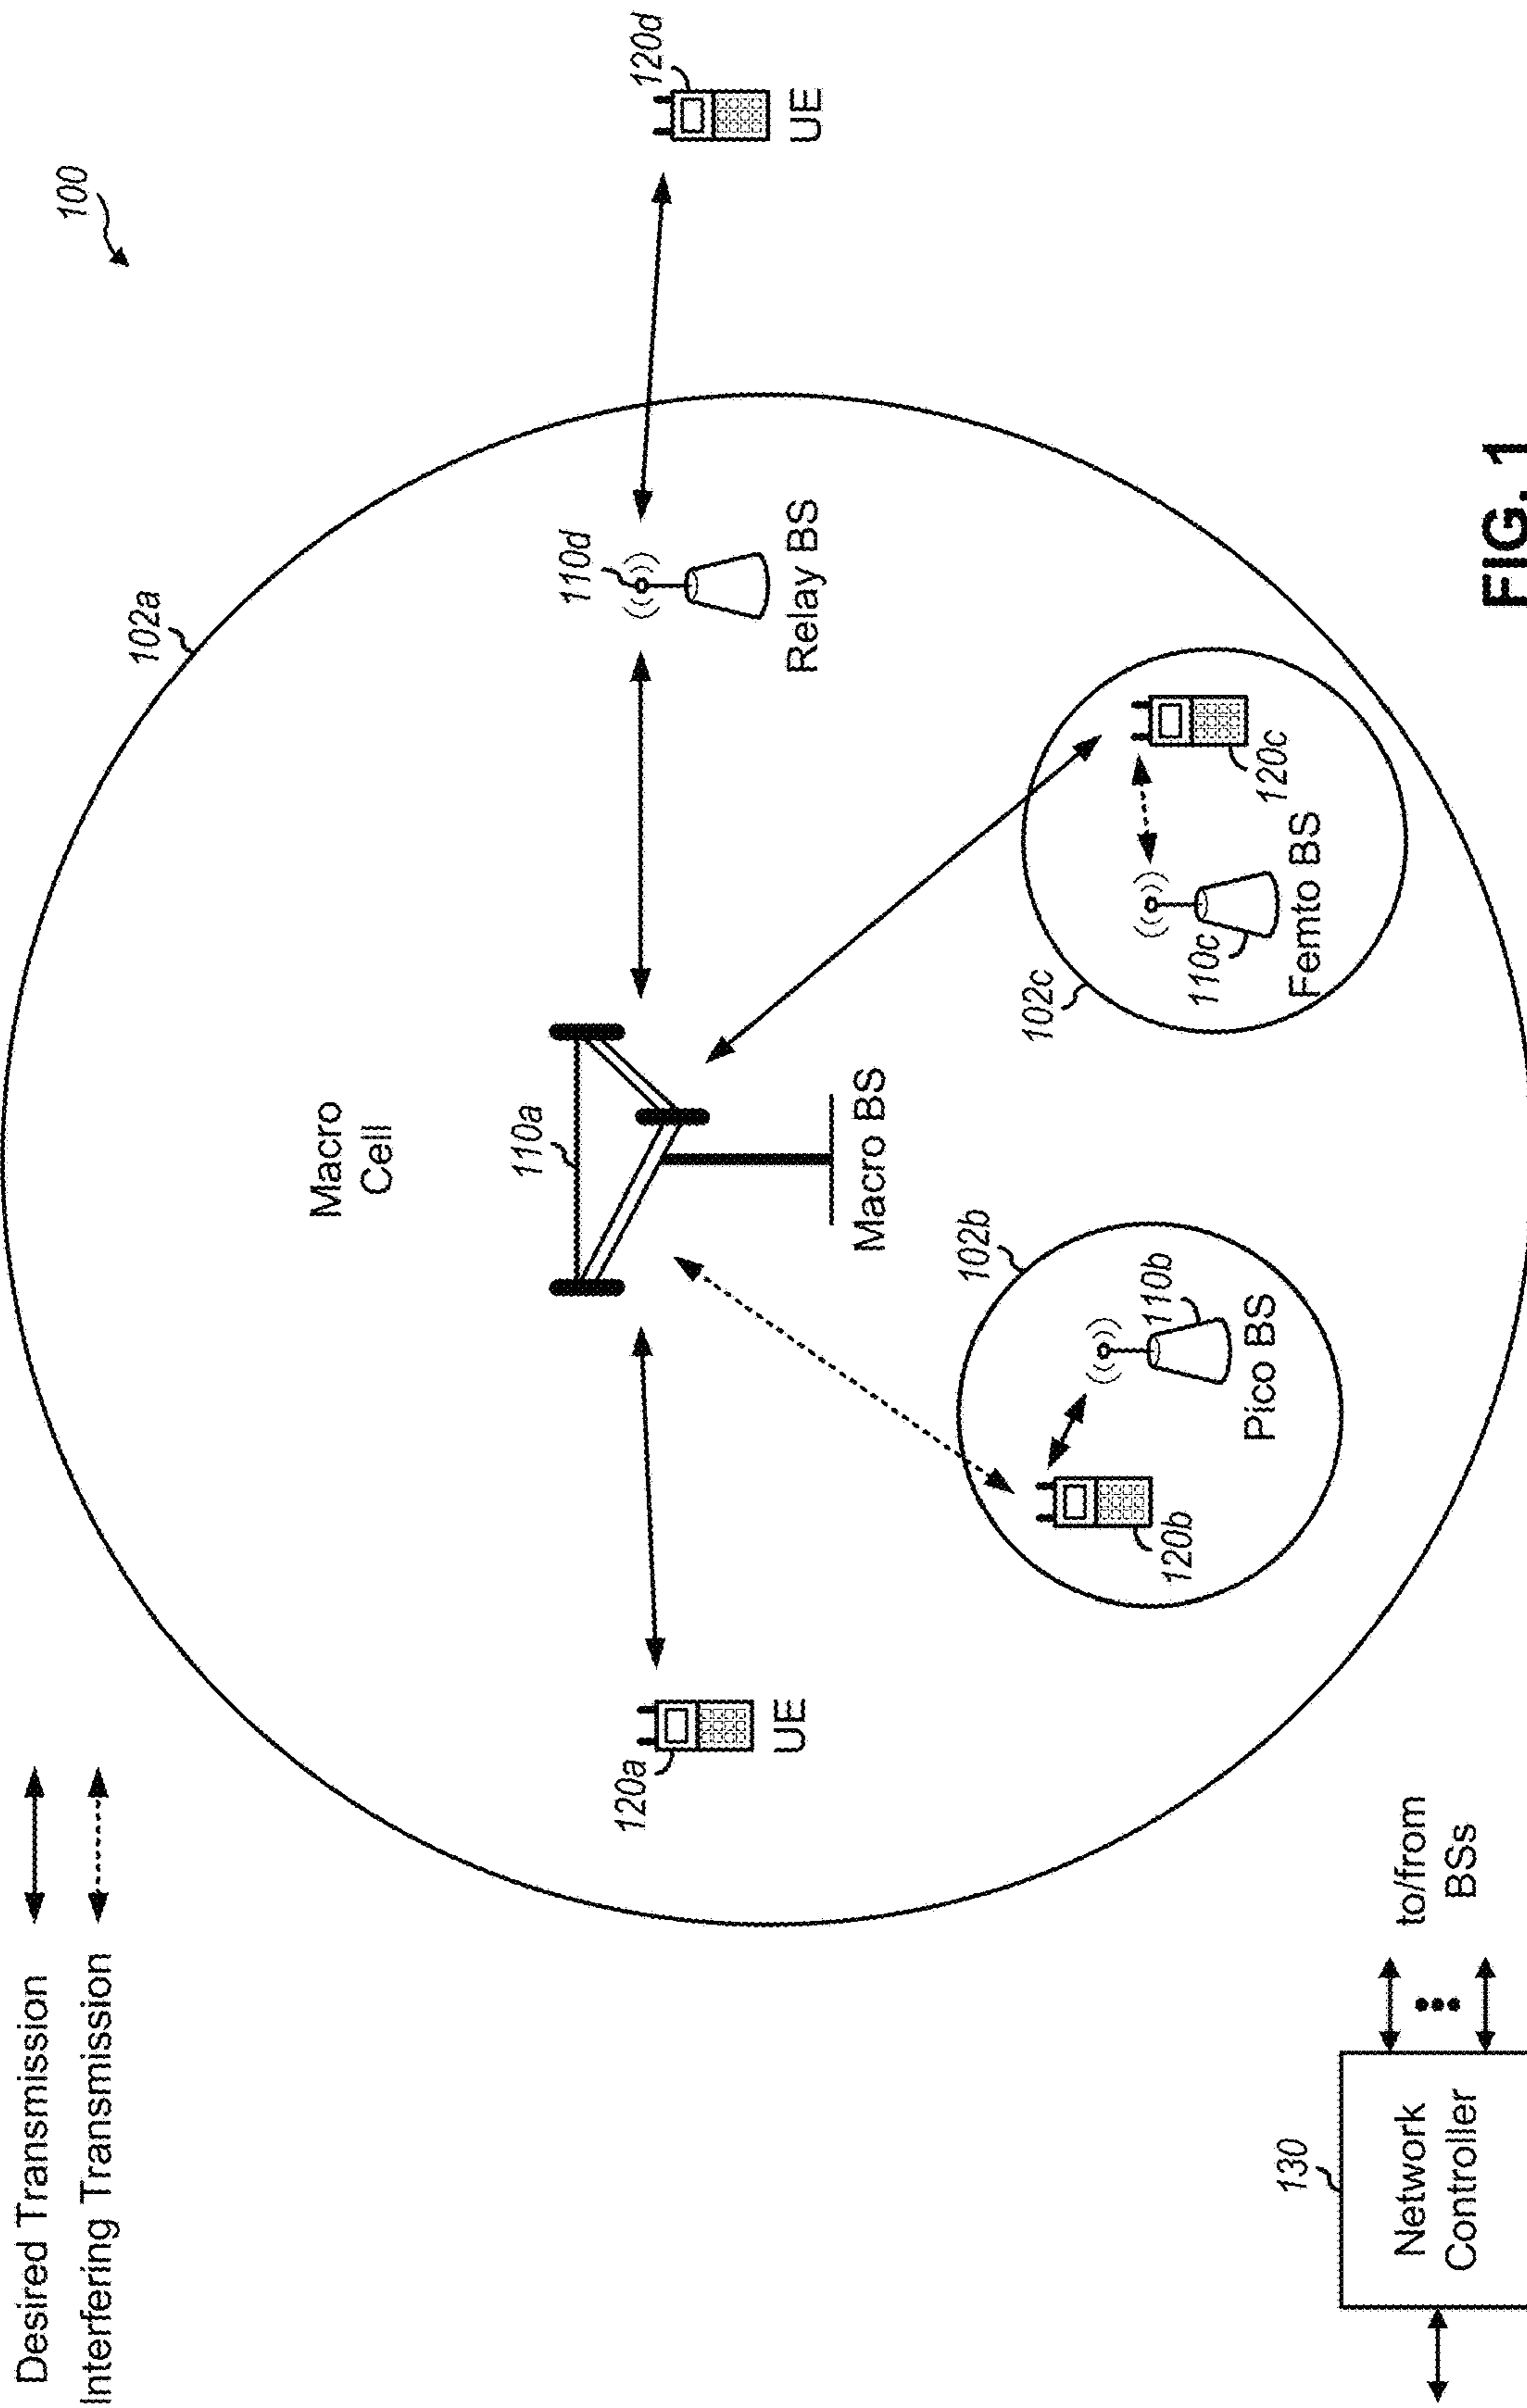 Desired Transmission
Interfering Transmission
100
102a
Macro
Cell
110a
110d
120a
UE
Macro BS
Relay BS
120d
UE
102b
120b
110b
Pico BS
102c
110c
120c
Femto BS
130
Network
Controller
to/from
BSs
FIG. 1